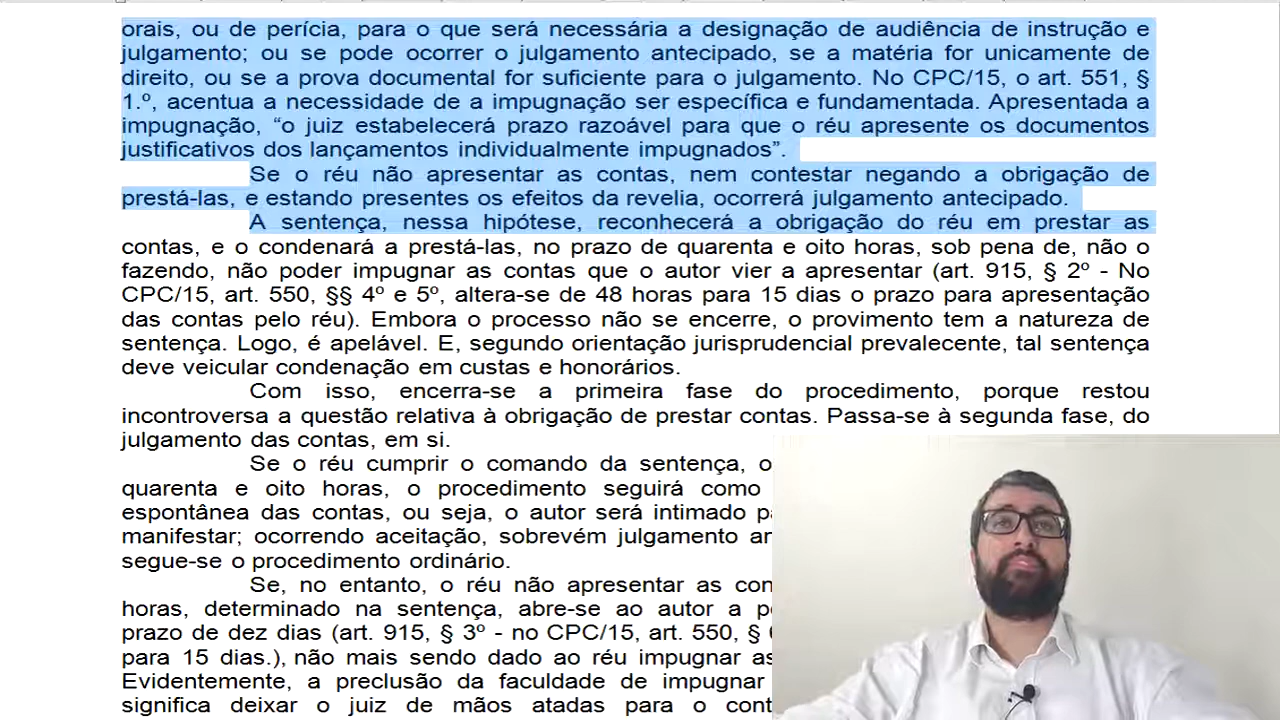 orais, ou de perícia, para o que será necessária a designação de audiência de instrução e
julgamento; ou se pode ocorrer o julgamento antecipado, se a matéria for unicamente de
direito, ou se a prova documental for suficiente para o julgamento. No CPC/15, o art. 551, §
1.º, acentua a necessidade de a impugnação ser específica e fundamentada. Apresentada a
impugnação, “o juiz estabelecerá prazo razoável para que o réu apresente os documentos
justificativos dos lançamentos individualmente impugnados”.
Se o réu não apresentar as contas, nem contestar negando a obrigação de
prestá-las, e estando presentes os efeitos da revelia, ocorrerá julgamento antecipado.
A sentença, nessa hipótese, reconhecerá a obrigação do réu em prestar as
contas, e o condenará a prestá-las, no prazo de quarenta e oito horas, sob pena de, não o
fazendo, não poder impugnar as contas que o autor vier a apresentar (art. 915, § 2º - No
CPC/15, art. 550, §§ 4º e 5º, altera-se de 48 horas para 15 dias o prazo para apresentação
das contas pelo réu). Embora o processo não se encerre, o provimento tem a natureza de
sentença. Logo, é apelável. E, segundo orientação jurisprudencial prevalecente, tal sentença
deve veicular condenação em custas e honorários.
Com isso, encerra-se a primeira fase do procedimento, porque restou
incontroversa a questão relativa à obrigação de prestar contas. Passa-se à segunda fase, do
julgamento das contas, em si.
Se o réu cumprir o comando da sentença, o
quarenta e oito horas, o procedimento seguirá como
espontânea das contas, ou seja, o autor será intimado
manifestar; ocorrendo aceitação, sobrevém julgamento
segue-se o procedimento ordinário.
Se, no entanto, o réu não apresentar as
horas, determinado na sentença, abre-se ao autor a
prazo de dez dias (art. 915, § 3º - no CPC/15, art. 550, §
para 15 dias.), não mais sendo dado ao réu impugnar
Evidentemente, a preclusão da faculdade de impugnar
significa deixar o juiz de mãos atadas para o